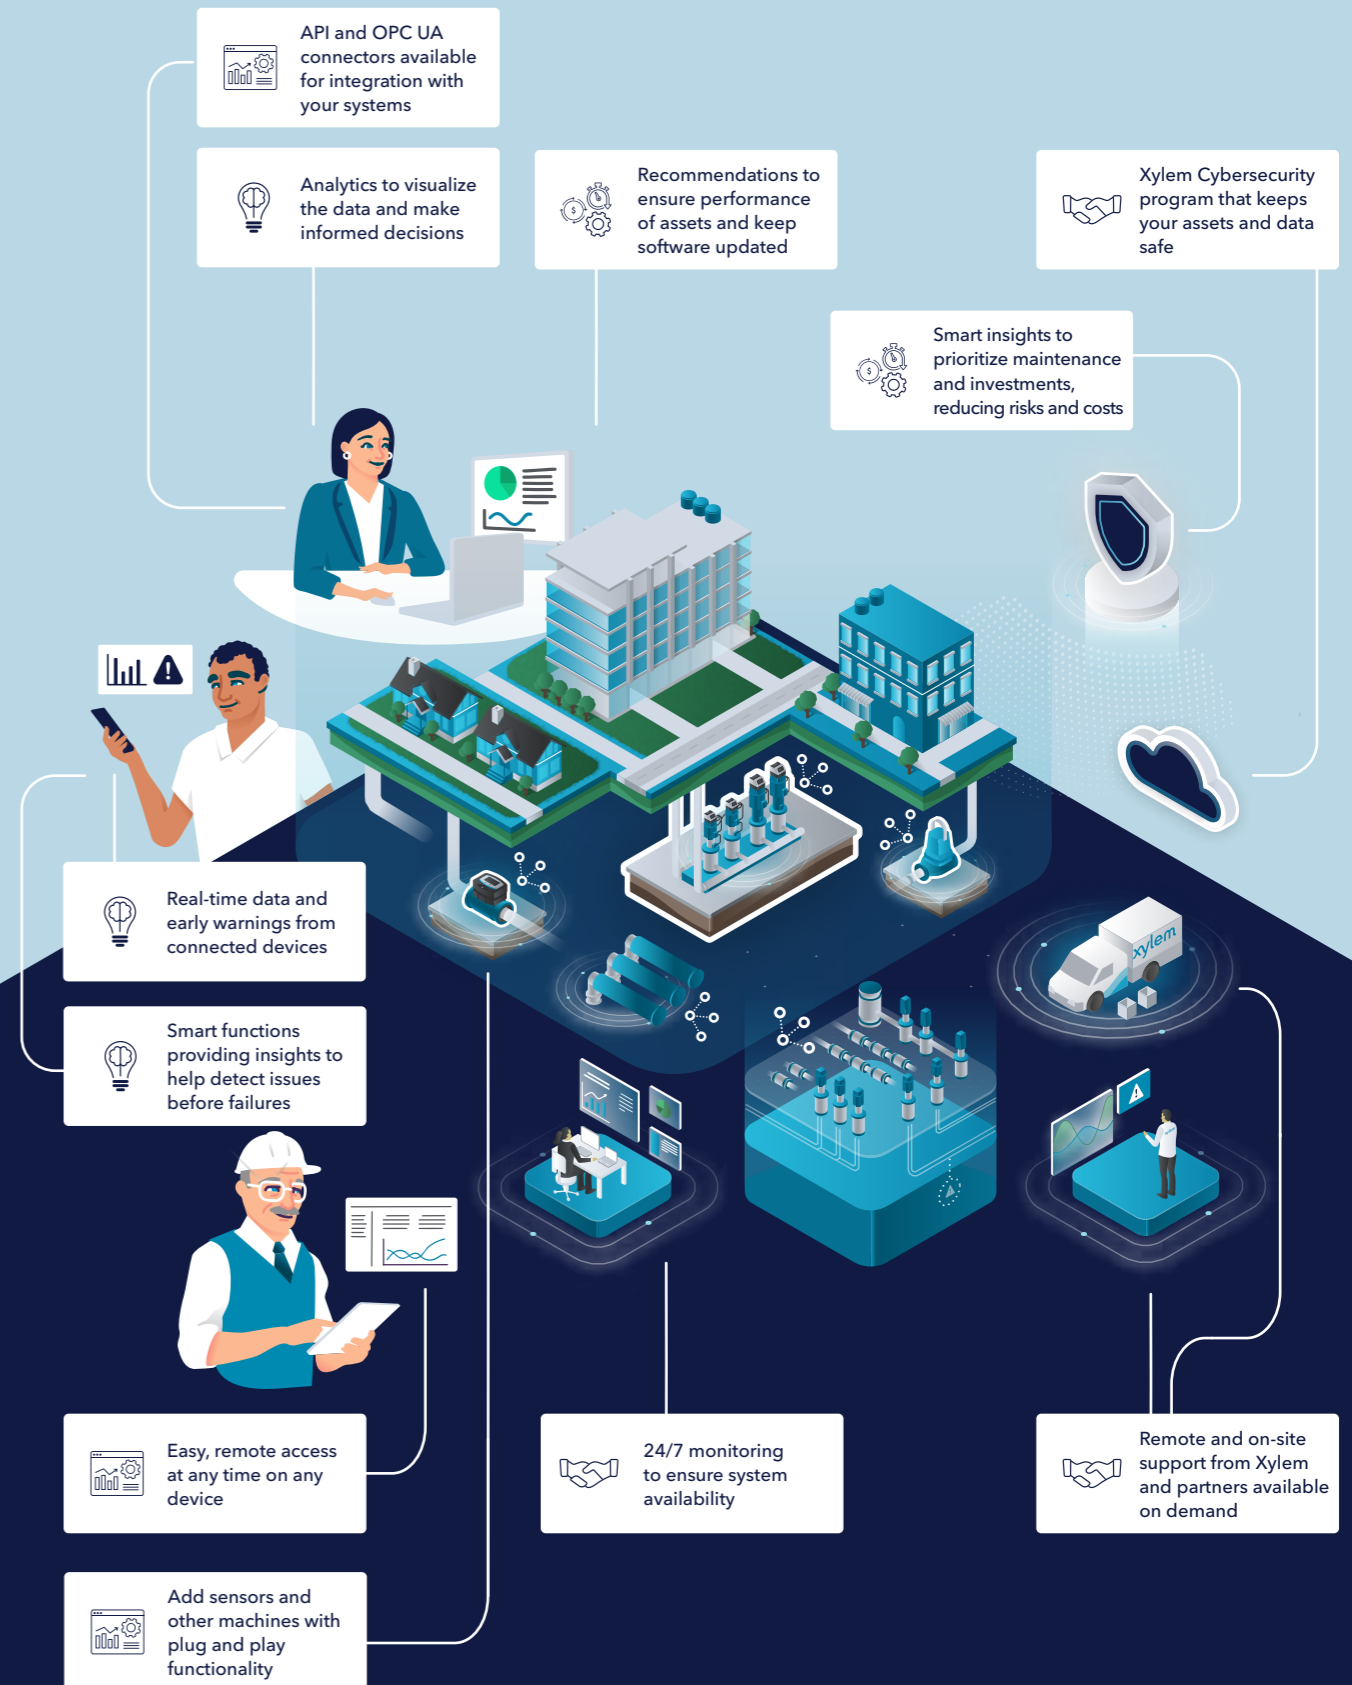 API and OPC UA
connectors available
for integration with
your systems
Analytics to visualize
the data and make
informed decisions
Recommendations to
ensure performance
of assets and keep
software updated
Xylem Cybersecurity
program that keeps
your assets and data
safe
Smart insights to
prioritize maintenance
and investments,
reducing risks and costs
Real-time data and
early warnings from
connected devices
xylem
Smart functions
providing insights to
help detect issues
before failures
Easy, remote access
at any time on any
device
24/7 monitoring
to ensure system
availability
Remote and on-site
support from Xylem
and partners available
on demand
Add sensors and
other machines with
plug and play
functionality